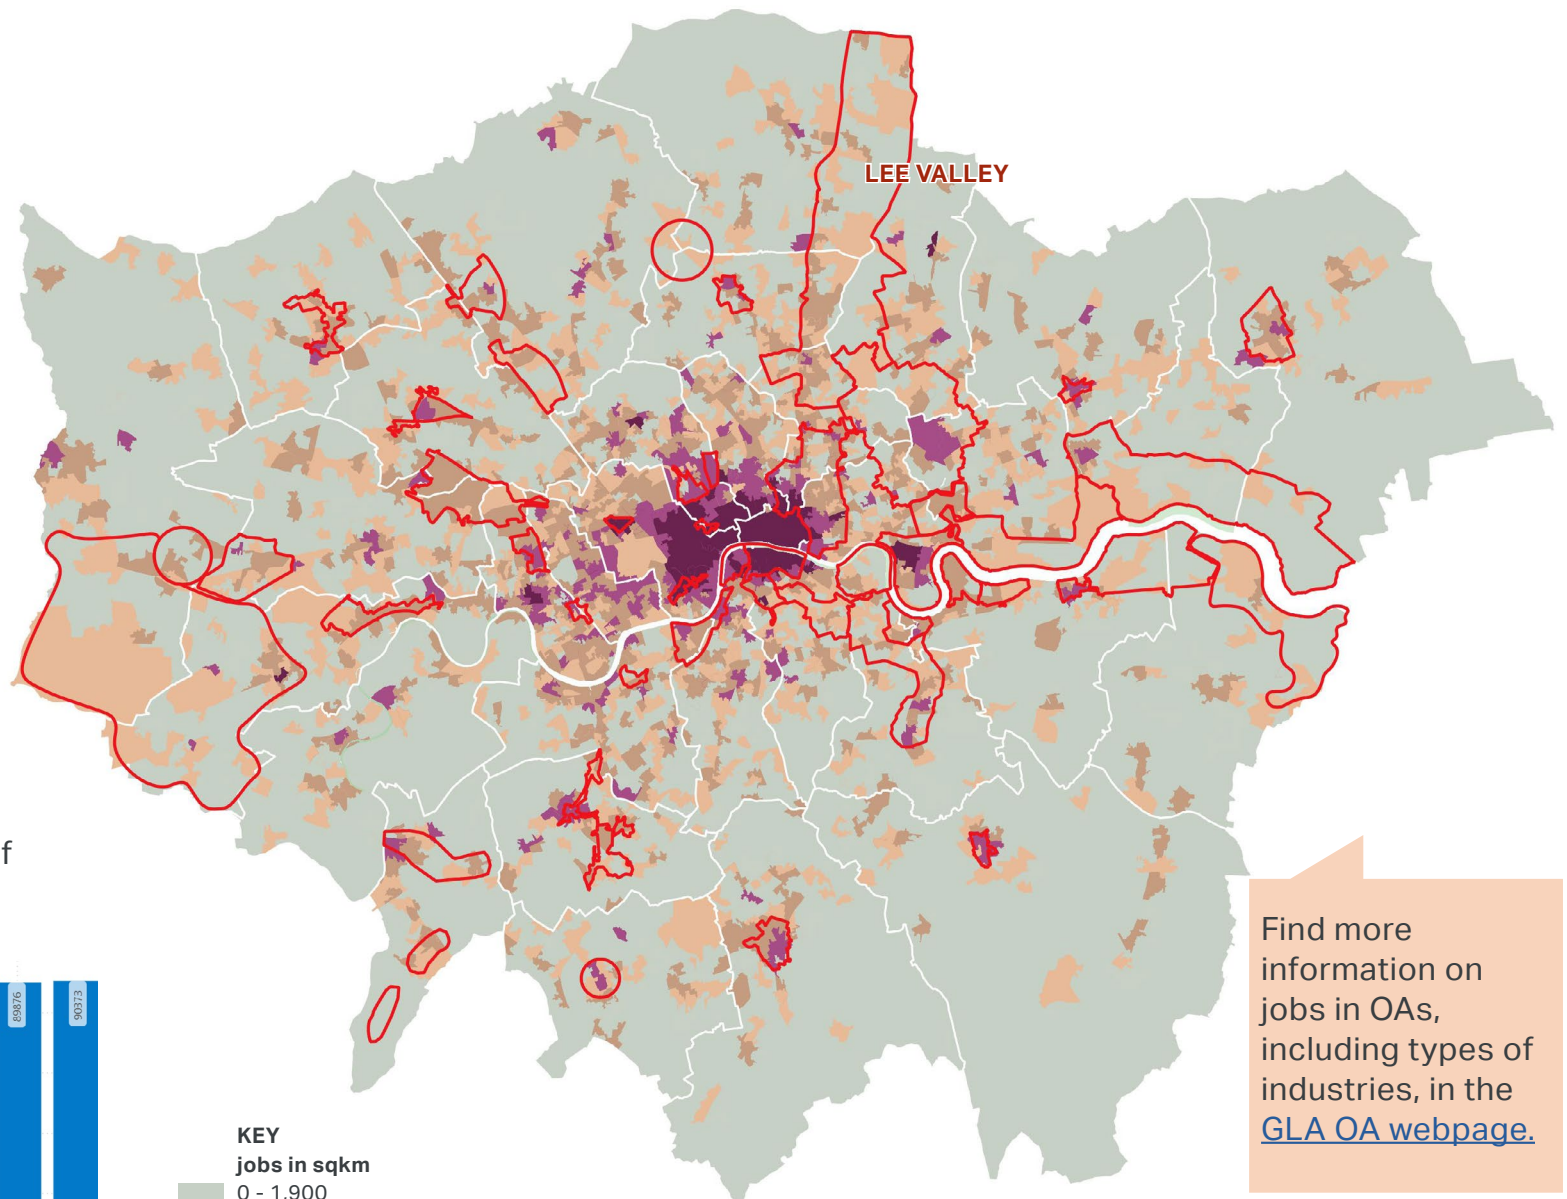 LEE VALLEY
f
89876
90373
KEY
jobs in sqkm
0 - 1,900
Find more
information on
jobs in OAs,
including types of
industries, in the
GLA OA webpage.